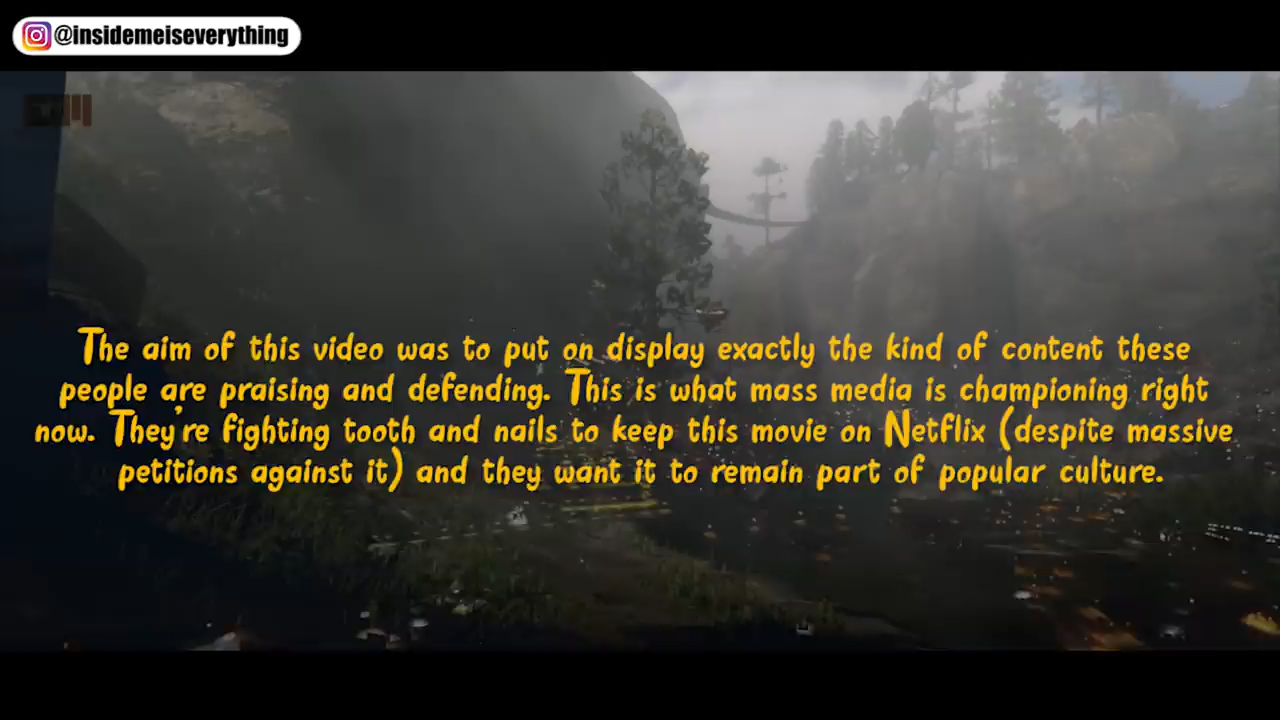 @insidemeiseverything
The aim of this video was to put on display exactly the kind of content these
people are praising and defending. This is what mass media is championing right
now. They're fighting tooth and nails to keep this movie on Netflix (despite massive
petitions against it) and they want it to remain part of popular culture.